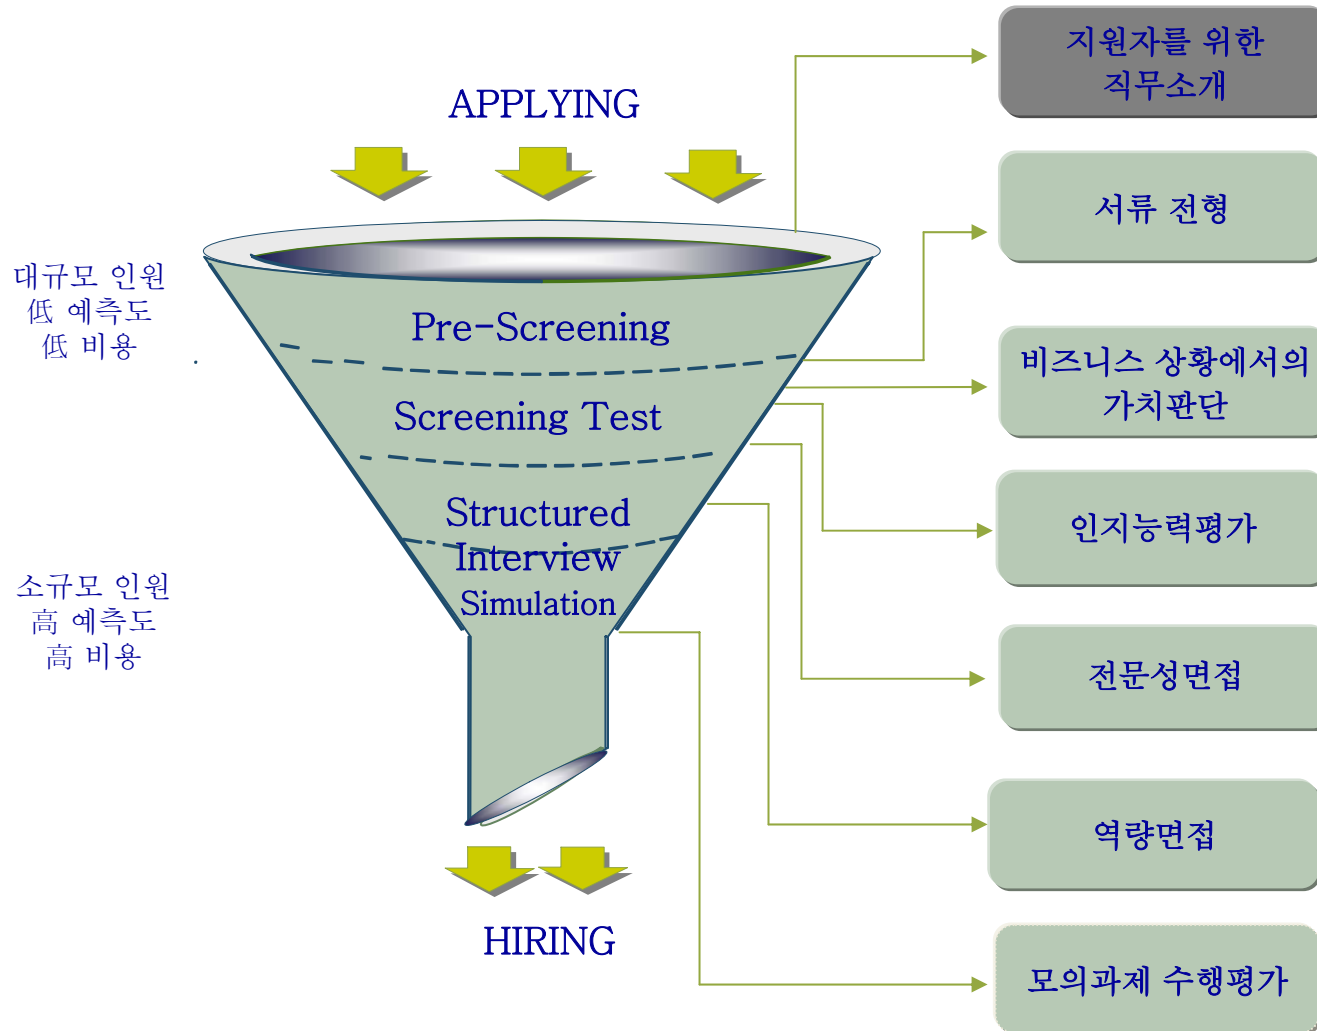 지원자를 위한
직무소개
APPLYING
서류 전형
대규모 인원
低 예측도
低 비용
Pre-Screening
비즈니스 상황에서의
가치판단
Screening Test
Structured
Interview
Simulation
인지능력평가
소규모 인원
高 예측도
高 비용
전문성면접
역량면접
HIRING
모의과제 수행평가